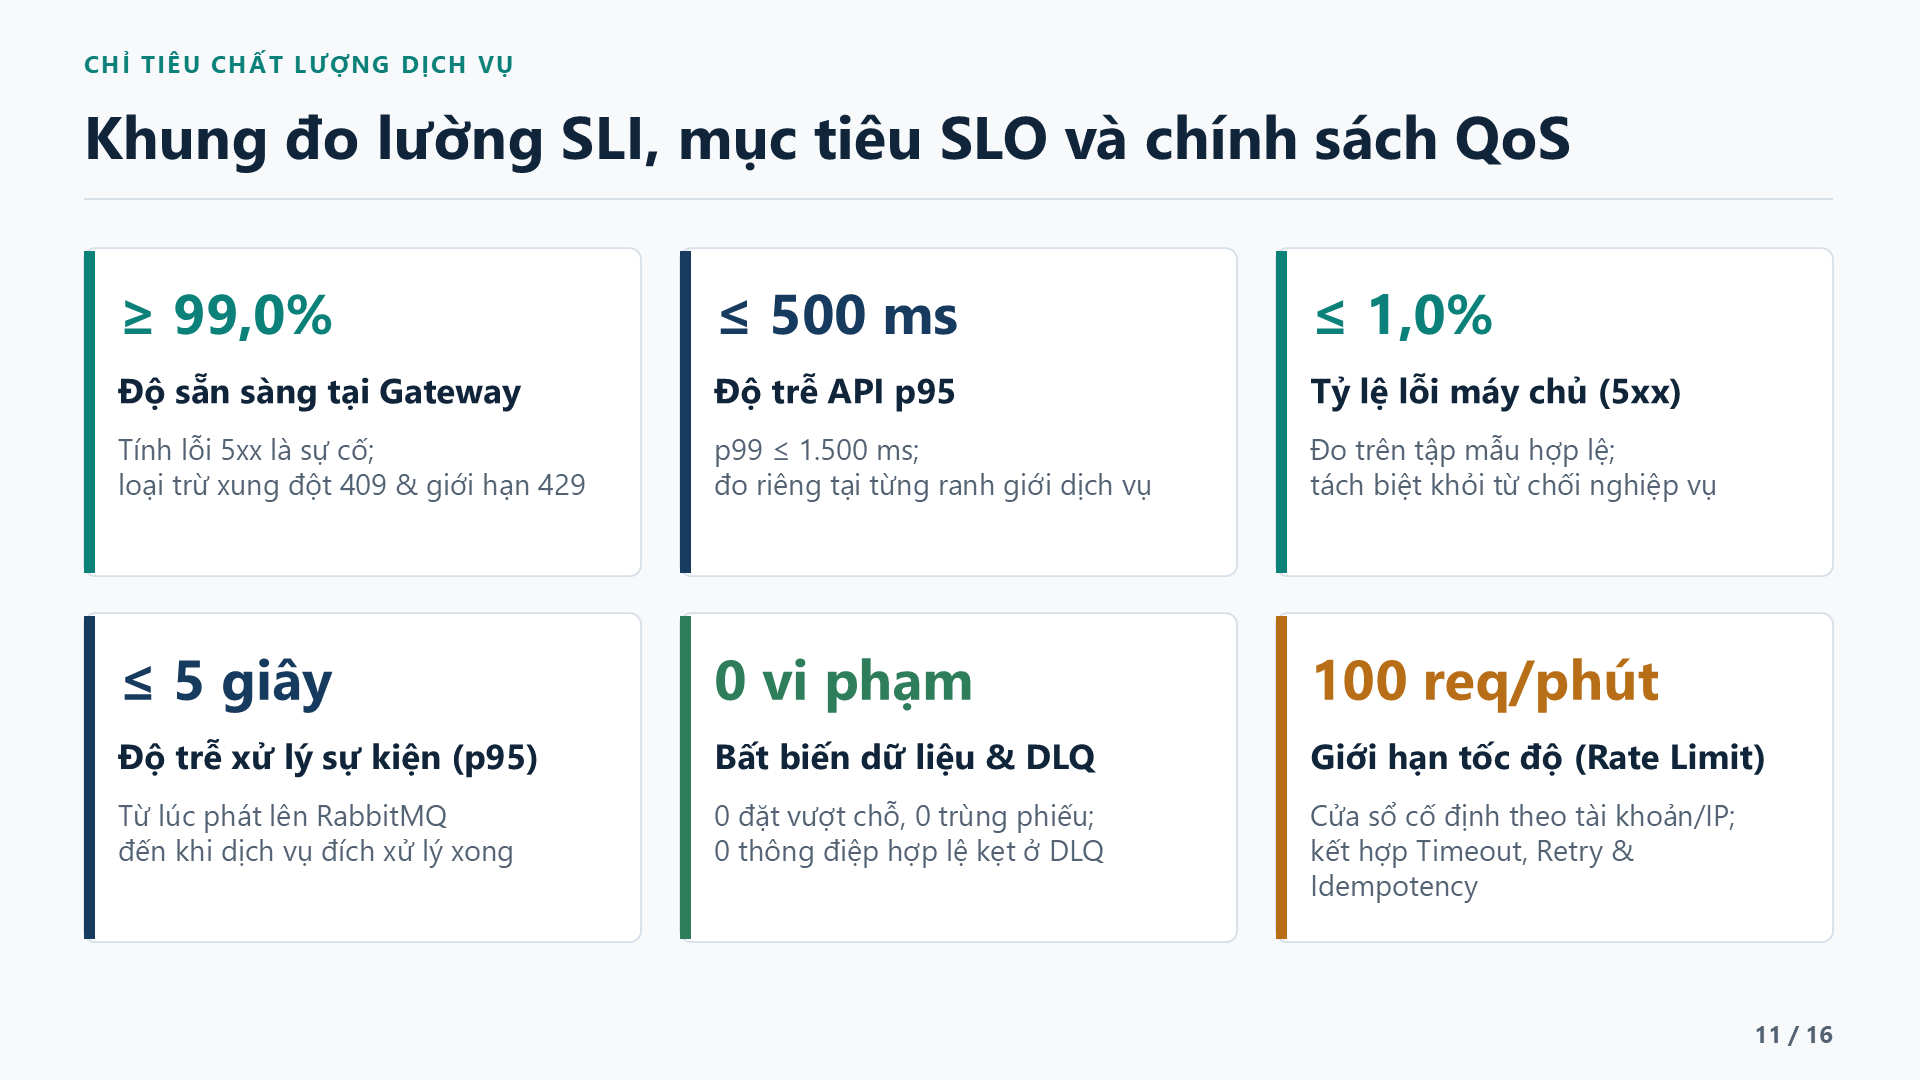 CHỈ TIÊU CHẤT LƯỢNG DỊCH VỤ
Khung đo lường SLI, mục tiêu SLO và chính sách QoS
≥ 99,0%
Độ sẵn sàng tại Gateway
Tính lỗi 5xx là sự cố;
loại trừ xung đột 409 & giới hạn 429
≤ 500 ms
Độ trễ API p95
p99 ≤ 1.500 ms;
đo riêng tại từng ranh giới dịch vụ
≤ 1,0%
Tỷ lệ lỗi máy chủ (5xx)
Đo trên tập mẫu hợp lệ;
tách biệt khỏi từ chối nghiệp vụ
≤ 5 giây
Độ trễ xử lý sự kiện (p95)
Từ lúc phát lên RabbitMQ
đến khi dịch vụ đích xử lý xong
0 vi phạm
Bất biến dữ liệu & DLQ
0 đặt vượt chỗ, 0 trùng phiếu;
0 thông điệp hợp lệ kẹt ở DLQ
100 req/phút
Giới hạn tốc độ (Rate Limit)
Cửa sổ cố định theo tài khoản/IP;
kết hợp Timeout, Retry &
Idempotency
11 / 16